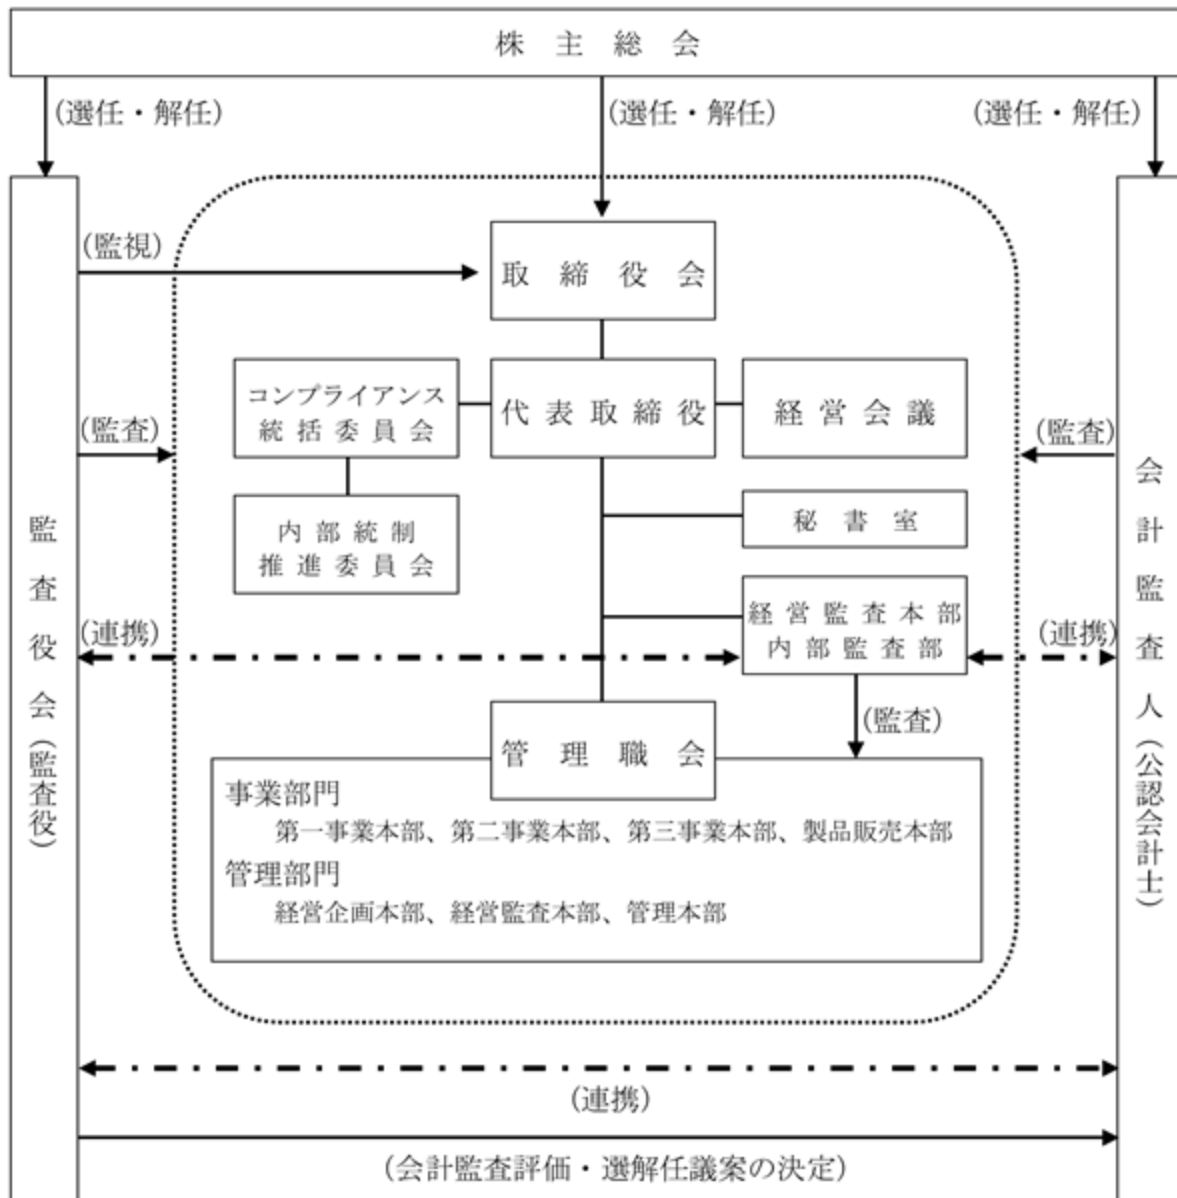 株主総会
(選任・解任)
(選任・解任)
(選任・解任)
(監視)
取締役会
コンプライアンス
統括委員会
代表取締役
経営会議
(監査)
(監査)
内部統制
推進委員会
秘書室
経営監査本部
内部監査部
(連携)
(連携)
(監査)
管理職会
事業部門
第一事業本部、第二事業本部、第三事業本部、製品販売本部
管理部門
経営企画本部、経営監査本部、管理本部
監査役会(監査役)
会計監査人(公認会計士)
(連携)
(会計監査評価・選解任議案の決定)